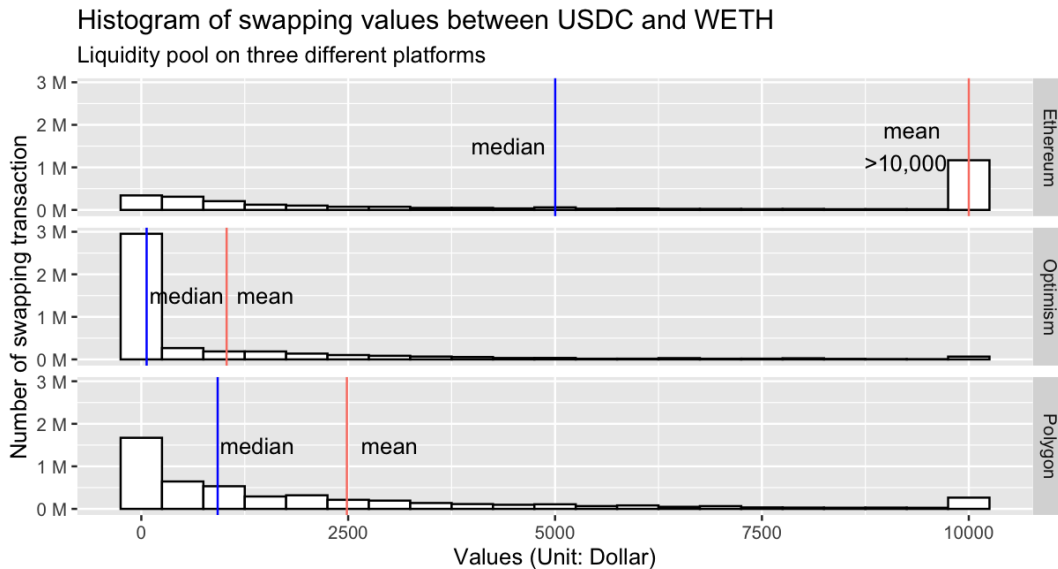 Histogram of swapping values between USDC and WETH
Liquidity pool on three different platforms
Number of swapping transaction
3 M
2 M
1 M
0 M
median
mean
>10,000
Ethereum
3 M
2 M
1 M
0 M
median
mean
Optimism
3 M
2 M
1 M
0 M
median
mean
Polygon
0
2500
5000
7500
10000
Values (Unit: Dollar)